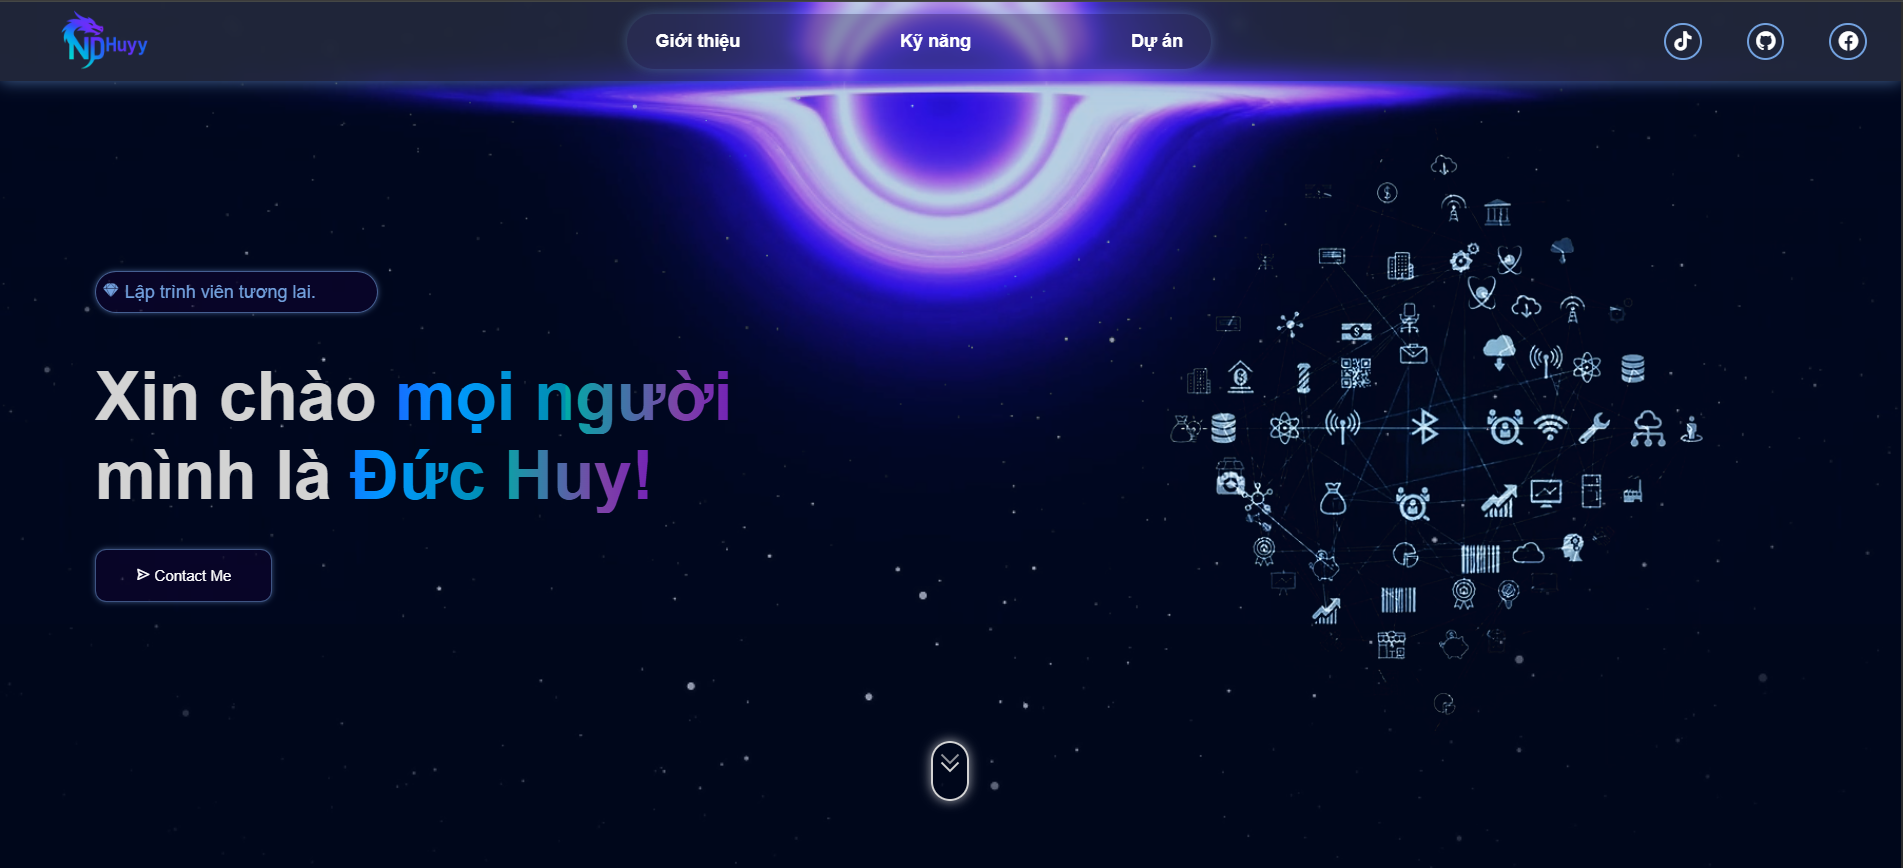 NDHuyy
Giới thiệu
Kỹ năng
Dự án
Lập trình viên tương lai.
Xin chào mọi người
mình là Đức Huy!
Contact Me